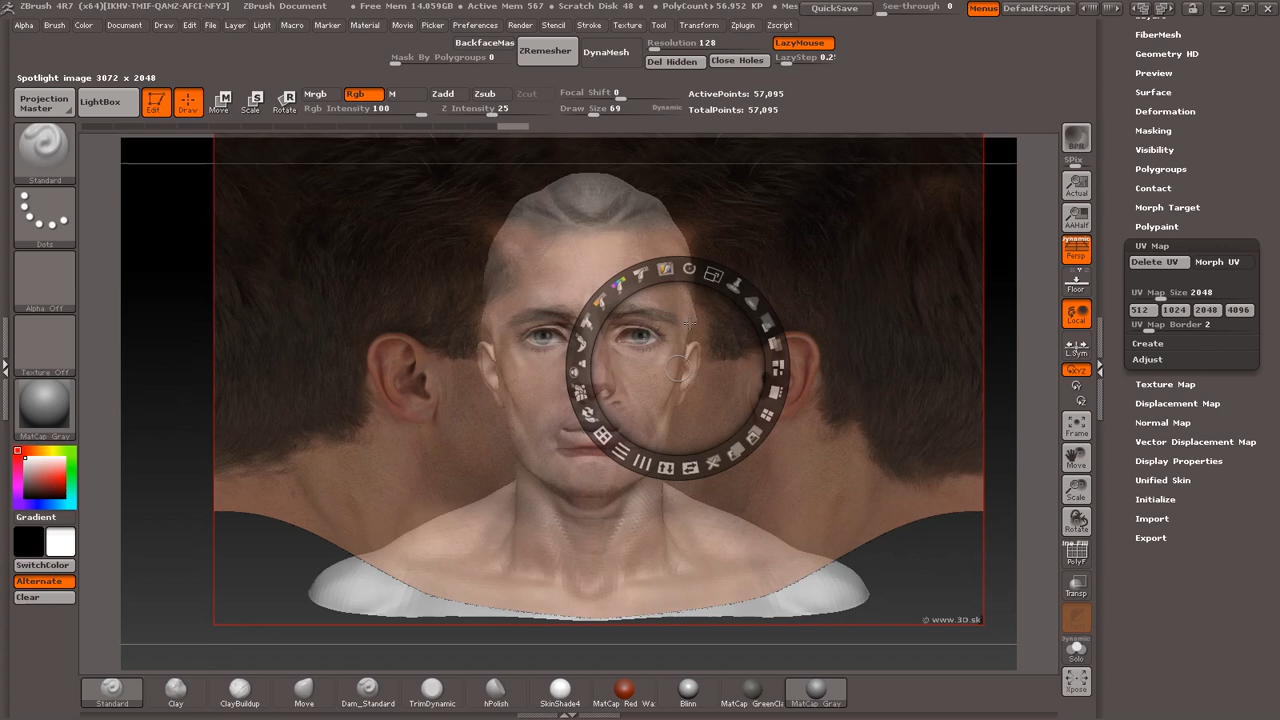 ZBrush 4R7 (x64)[IKHV-TMIF-QAMZ-AFCI-NFYJ] ZBrush Document • Free Mem 14.059GB • Active Mem 567 • Scratch Disk 48 • PolyCount▸56.952 KP • Mes QuickSave See-through 0 Menus DefaultZScript
Alpha Brush Color Document Draw Edit File Layer Light Macro Marker Material Movie Picker Preferences Render Stencil Stroke Texture Tool Transform Zplugin Zscript
BackfaceMas
Mask By Polygroups 0
ZRemesher
DynaMesh
Resolution 128
Del Hidden
Close Holes
LazyMouse
LazyStep 0.2
Spotlight image 3072 x 2048
Projection
Master
LightBox
Edit
Draw
Move
Scale
Rotate
Mrgb
Rgb
M
Rgb Intensity 100
Zadd
Zsub
Zcut
Z Intensity 25
Focal Shift 0
Draw Size 69
Dynamic
ActivePoints: 57,095
TotalPoints: 57,095
Standard
Dots
Alpha Off
Texture Off
MatCap Gray
Gradient
SwitchColor
Alternate
Clear
© www.3D.sk
BPR
SPix
Actual
AAHalf
Dynamic
Persp
Floor
Local
L.Sym
XYZ
Frame
Move
Scale
Rotate
Line Fill
PolyF
Transp
Dynamic
Solo
Xpose
FiberMesh
Geometry HD
Preview
Surface
Deformation
Masking
Visibility
Polygroups
Contact
Morph Target
Polypaint
UV Map
Delete UV
Morph UV
UV Map Size 2048
512
1024
2048
4096
UV Map Border 2
Create
Adjust
Texture Map
Displacement Map
Normal Map
Vector Displacement Map
Display Properties
Unified Skin
Initialize
Import
Export
Standard
Clay
ClayBuildup
Move
Dam_Standard
TrimDynamic
hPolish
SkinShade4
MatCap Red Wa
Blinn
MatCap GreenCl
MatCap Gray